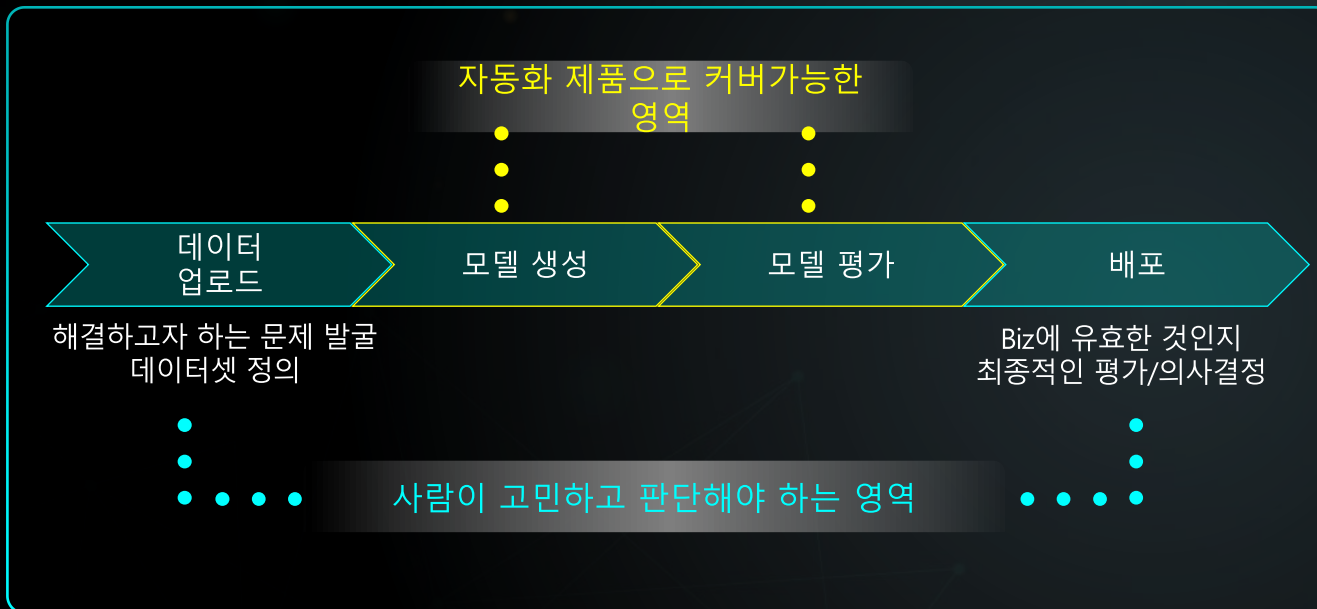 자동화 제품으로 커버가능한
영역
데이터
업로드
모델 생성
모델 평가
배포
해결하고자 하는 문제 발굴
데이터셋 정의
Biz에 유효한 것인지
최종적인 평가/의사결정
사람이 고민하고 판단해야 하는 영역